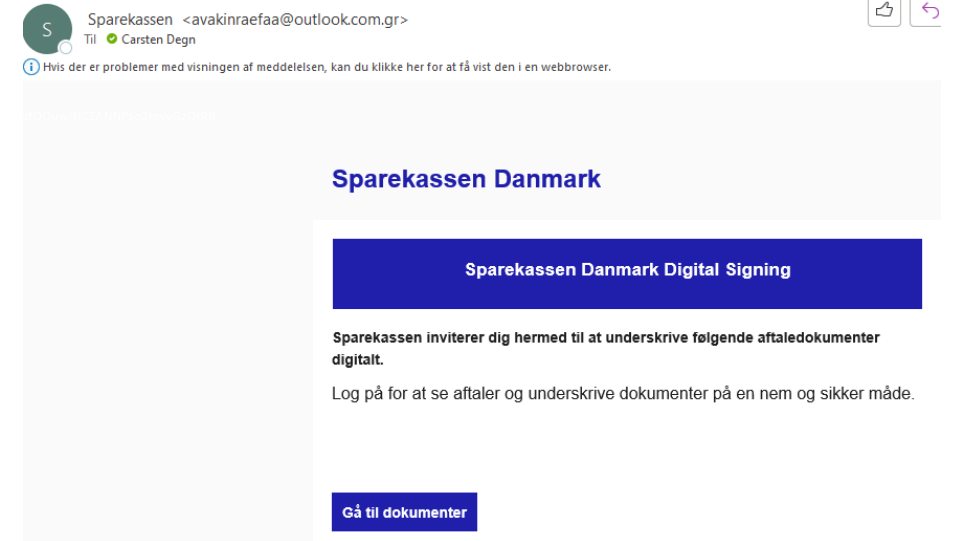 S
Sparekassen <avakinraefaa@outlook.com.gr>
Til Carsten Degn
Hvis der er problemer med visningen af meddelelsen, kan du klikke her for at få vist den i en webbrowser.
Sparekassen Danmark
Sparekassen Danmark Digital Signing
Sparekassen inviterer dig hermed til at underskrive følgende aftaledokumenter
digitalt.
Log på for at se aftaler og underskrive dokumenter på en nem og sikker måde.
Gå til dokumenter